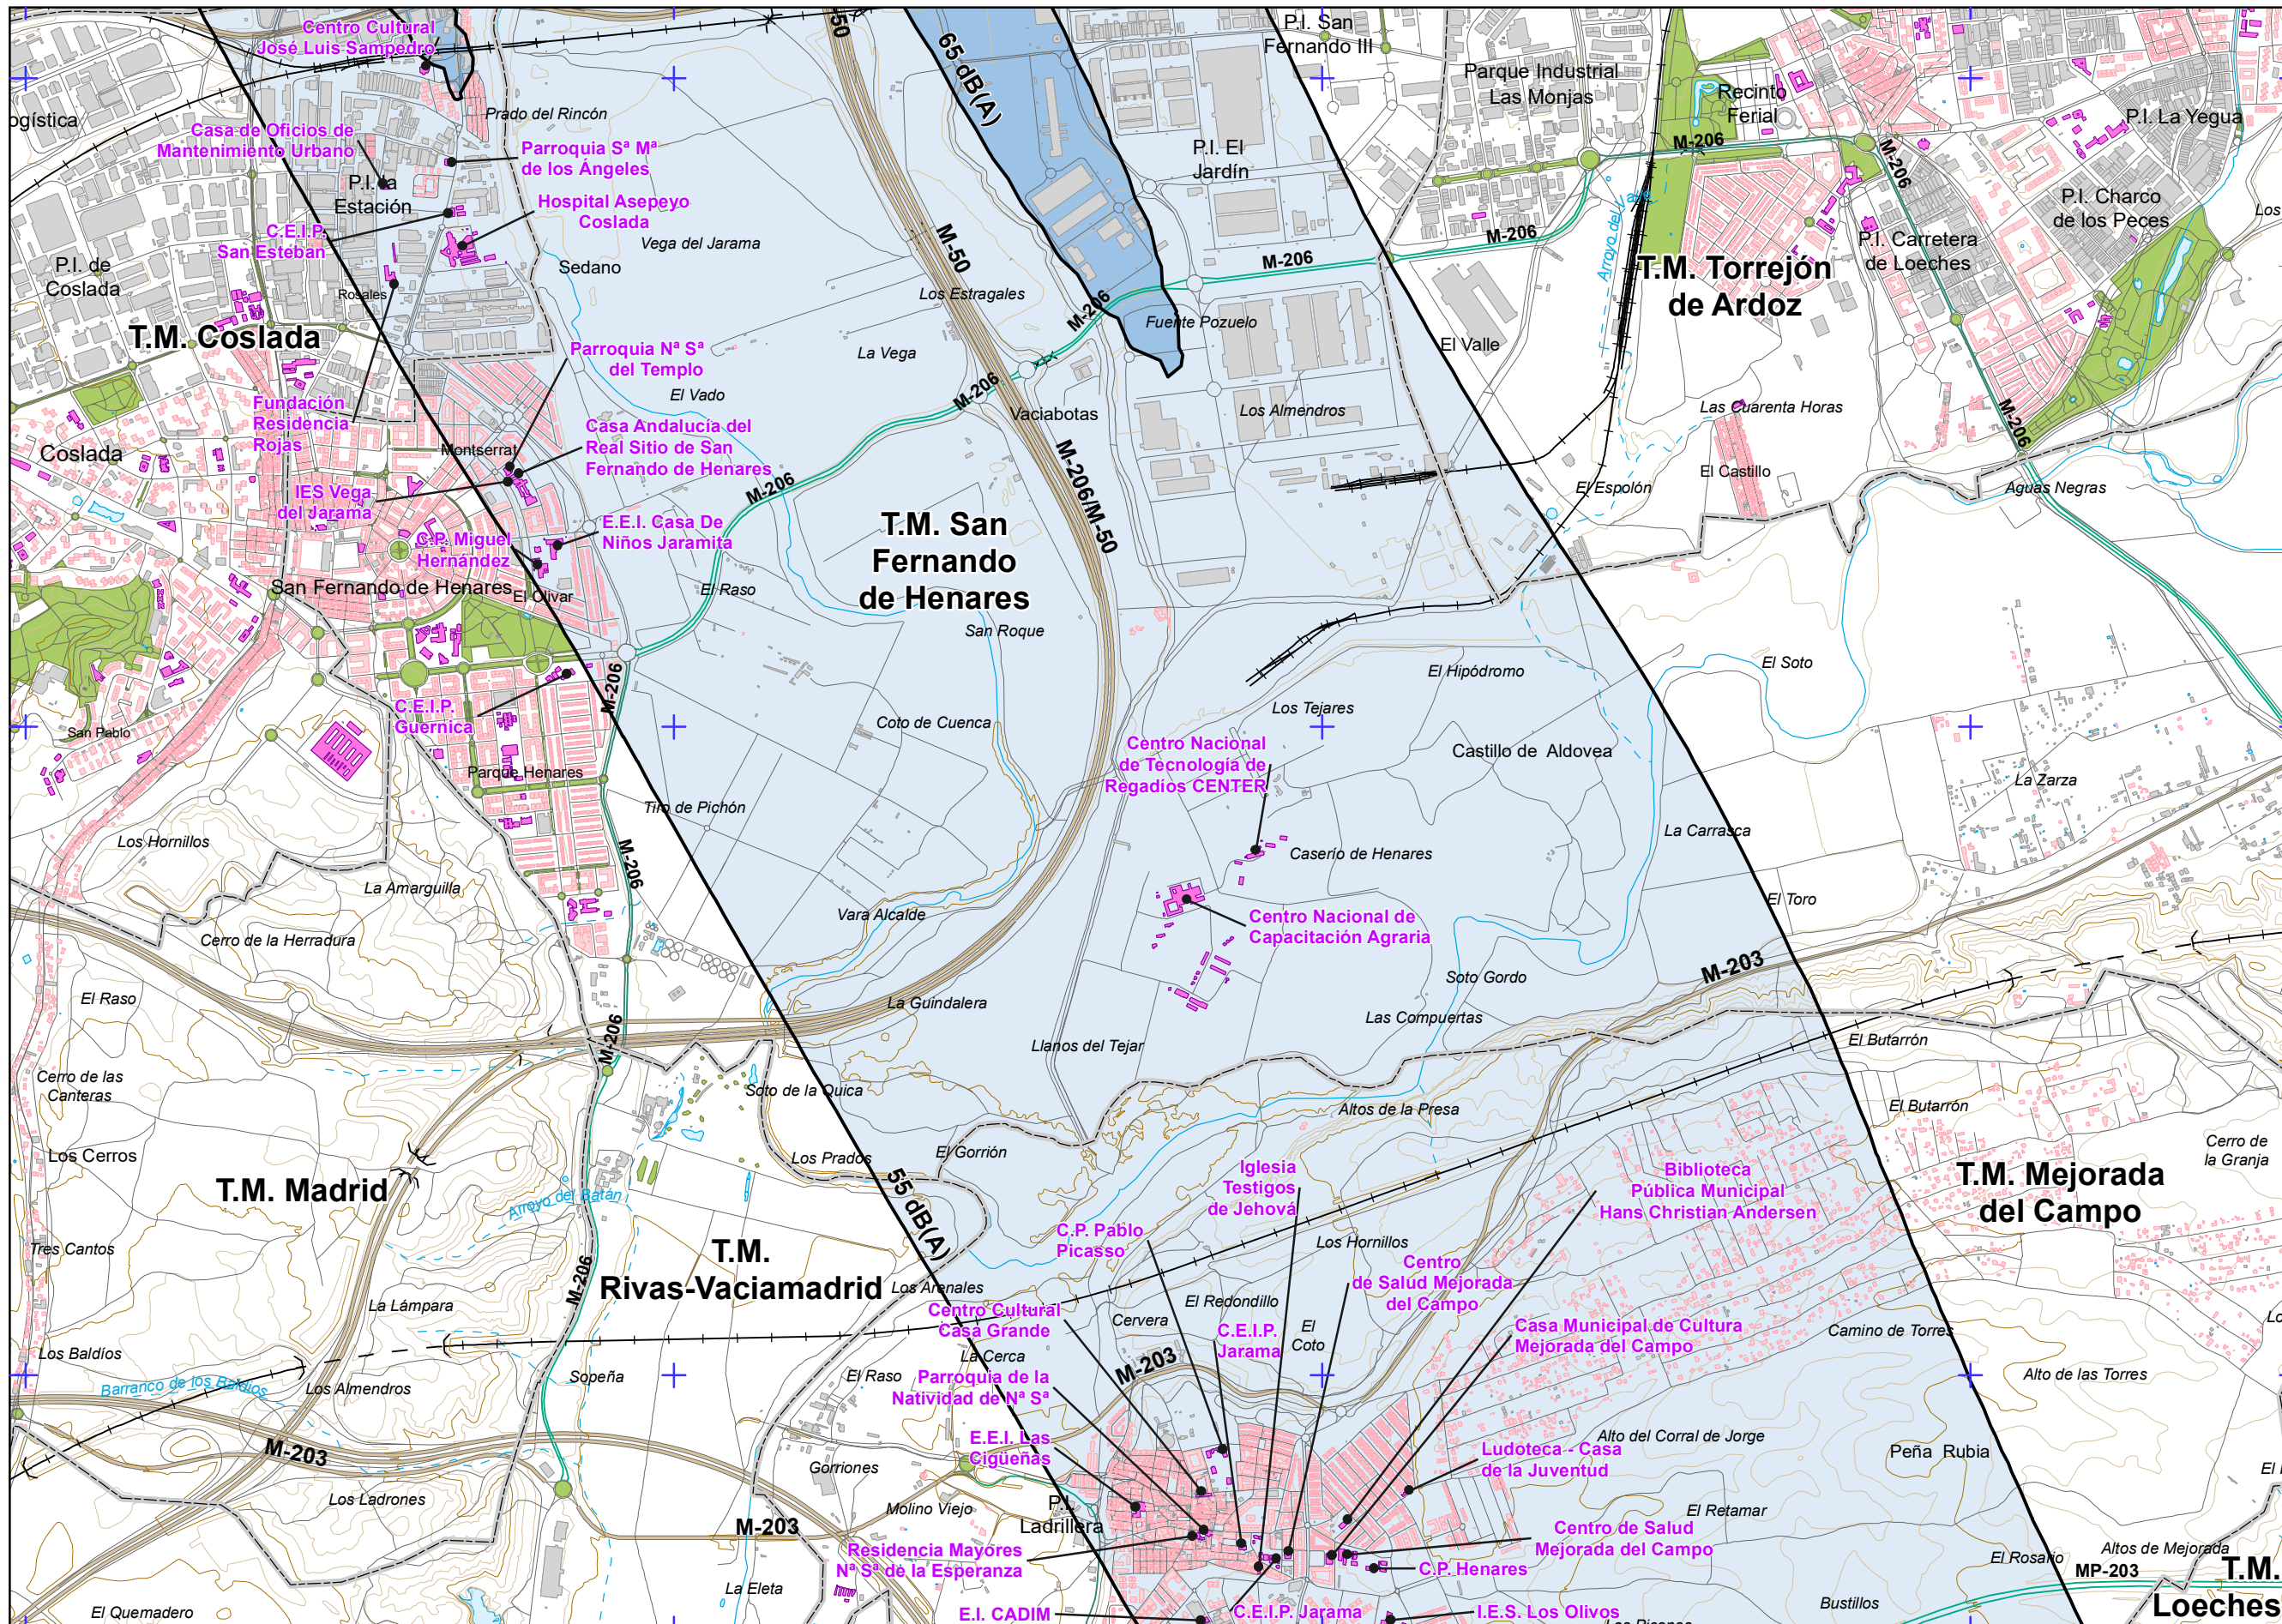 Centro Cultural
José Luis Sampedro
-50
65 dB(A)
P.I. San
Fernando III
Parque Industrial
Las Monjas
Recinto
Ferial
P.I. La Yegua
ogística
Prado del Rincón
Casa de Oficios de
Mantenimiento Urbano
Parroquia Sª Mª
de los Ángeles
P.I. El
Jardín
M-206
M-206
P.I. la
Estación
Hospital Asepeyo
Coslada
P.I. Charco
de los Peces
Los
C.E.I.P.
San Esteban
Vega del Jarama
M-50
M-206
M-206
P.I. Carretera
de Loeches
P.I. de
Coslada
Sedano
T.M. Torrejón
de Ardoz
Rosales
Los Estragales
M-206
Fuente Pozuelo
T.M. Coslada
Parroquia Nª Sª
del Templo
La Vega
El Valle
El Vado
M-206
Fundación
Residencia
Rojas
Vaciabotas
Los Almendros
Las Cuarenta Horas
M-206
Casa Andalucía del
Real Sitio de San
Fernando de Henares
Coslada
Montserrat
M-206/M-50
El Castillo
IES Vega
del Jarama
M-206
El Espolón
Aguas Negras
E.E.I. Casa De
Niños Jaramita
T.M. San
Fernando
de Henares
C.P. Miguel
Hernández
San Fernando de Henares
El Olivar
El Raso
San Roque
El Hipódromo
El Soto
M-206
C.E.I.P.
Guernica
Los Tejares
San Pablo
Coto de Cuenca
Centro Nacional
de Tecnología de
Regadíos CENTER
Castillo de Aldovea
Parque Henares
La Zarza
Tiro de Pichón
Los Hornillos
La Carrasca
M-206
Caserío de Henares
La Amarguilla
El Toro
Vara Alcalde
Centro Nacional de
Capacitación Agraria
Cerro de la Herradura
M-203
Soto Gordo
El Raso
La Guindalera
Las Compuertas
M-206
Llanos del Tejar
El Butarrón
Cerro de las
Canteras
Soto de la Quica
Altos de la Presa
El Butarrón
Los Cerros
Los Prados
El Gorrión
Cerro de
la Granja
T.M. Madrid
Arroyo del Batán
55 dB(A)
Iglesia
Testigos
de Jehová
Biblioteca
Pública Municipal
Hans Christian Andersen
T.M. Mejorada
del Campo
Tres Cantos
C.P. Pablo
Picasso
Los Hornillos
T.M.
Rivas-Vaciamadrid
M-206
Centro
de Salud Mejorada
del Campo
Los Arenales
La Lámpara
Centro Cultural
Casa Grande
El Redondillo
Cervera
El
Coto
C.E.I.P.
Jarama
Casa Municipal de Cultura
Mejorada del Campo
Camino de Torres
Los Baldíos
La Cerca
M-203
Barranco de los Baldíos
Los Almendros
Sopeña
El Raso
Parroquia de la
Natividad de Nª Sª
Alto de las Torres
M-203
E.E.I. Las
Cigüeñas
Alto del Corral de Jorge
Ludoteca - Casa
de la Juventud
Peña Rubia
Gorriones
Los Ladrones
Molino Viejo
P.I.
Ladrillera
El Retamar
M-203
Centro de Salud
Mejorada del Campo
Residencia Mayores
Nª Sª de la Esperanza
C.P. Henares
El Rosario
Altos de Mejorada
MP-203
T.M.
Loeches
La Eleta
El Quemadero
E.I. CADIM
C.E.I.P. Jarama
I.E.S. Los Olivos
Bustillos